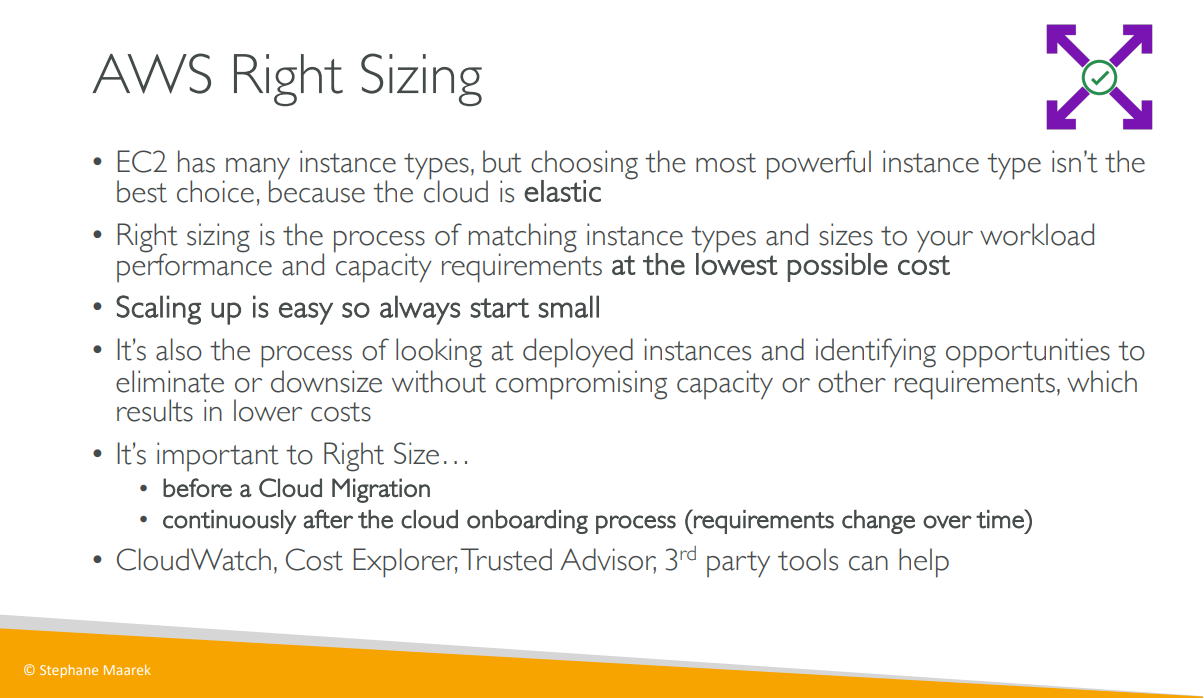 AWS Right Sizing
• EC2 has many instance types, but choosing the most powerful instance type isn’t the
best choice, because the cloud is elastic
• Right sizing is the process of matching instance types and sizes to your workload
performance and capacity requirements at the lowest possible cost
• Scaling up is easy so always start small
• It’s also the process of looking at deployed instances and identifying opportunities to
eliminate or downsize without compromising capacity or other requirements, which
results in lower costs
• It’s important to Right Size…
• before a Cloud Migration
• continuously after the cloud onboarding process (requirements change over time)
• CloudWatch, Cost Explorer, Trusted Advisor, 3rd party tools can help
© Stephane Maarek